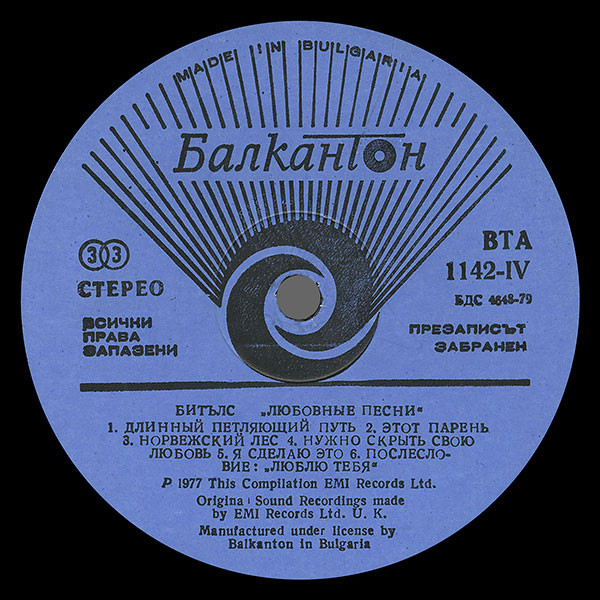 MADE IN BULGARIA
Балкантон
33
СТЕРЕО
ВТА
1142-IV
БДС 4648-79
ВСИЧКИ
ПРАВА
ЗАПАЗЕНИ
ПРЕЗАПИСЪТ
ЗАБРАНЕН
БИТЪЛС „ЛЮБОВНЫЕ ПЕСНИ“
1. ДЛИННЫЙ ПЕТЛЯЮЩИЙ ПУТЬ 2. ЭТОТ ПАРЕНЬ
3. НОРВЕЖСКИЙ ЛЕС 4. НУЖНО СКРЫТЬ СВОЮ
ЛЮБОВЬ 5. Я СДЕЛАЮ ЭТО 6. ПОСЛЕСЛО-
ВИЕ: „ЛЮБЛЮ ТЕБЯ“
P 1977 This Compilation EMI Records Ltd.
Original Sound Recordings made
by EMI Records Ltd. U. K.
Manufactured under license by
Balkanton in Bulgaria